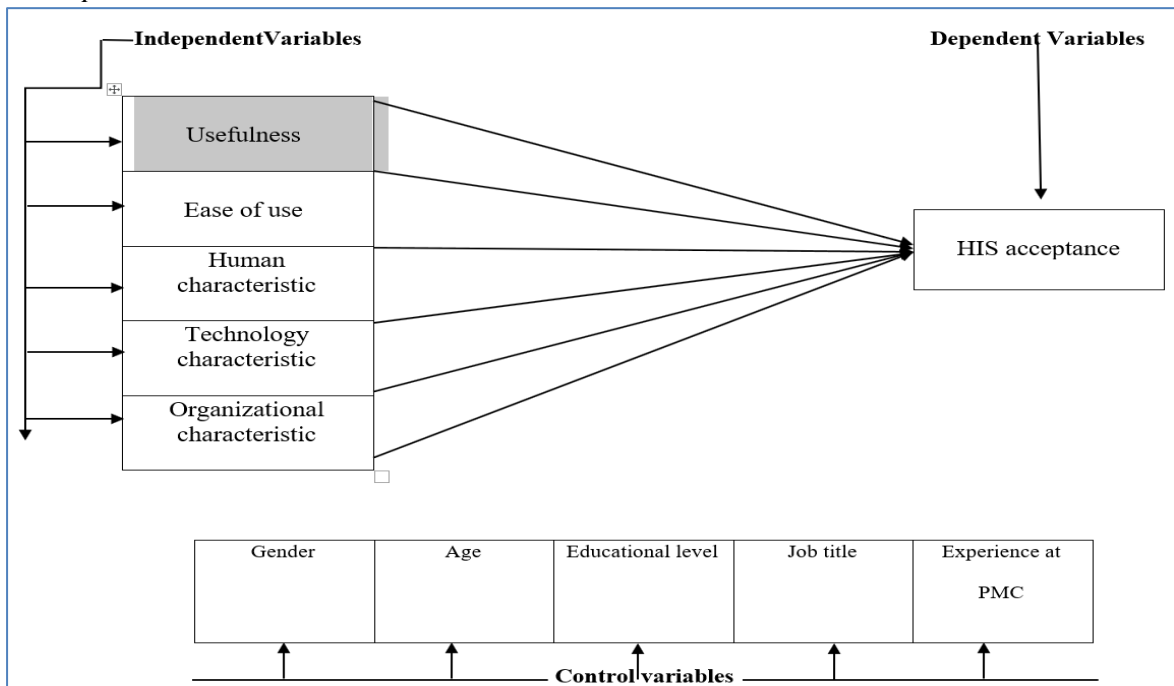 IndependentVariables
Dependent Variables
Usefulness
Ease of use
Human
characteristic
Technology
characteristic
Organizational
characteristic
HIS acceptance
Gender
Age
Educational level
Job title
Experience at
PMC
Control variables